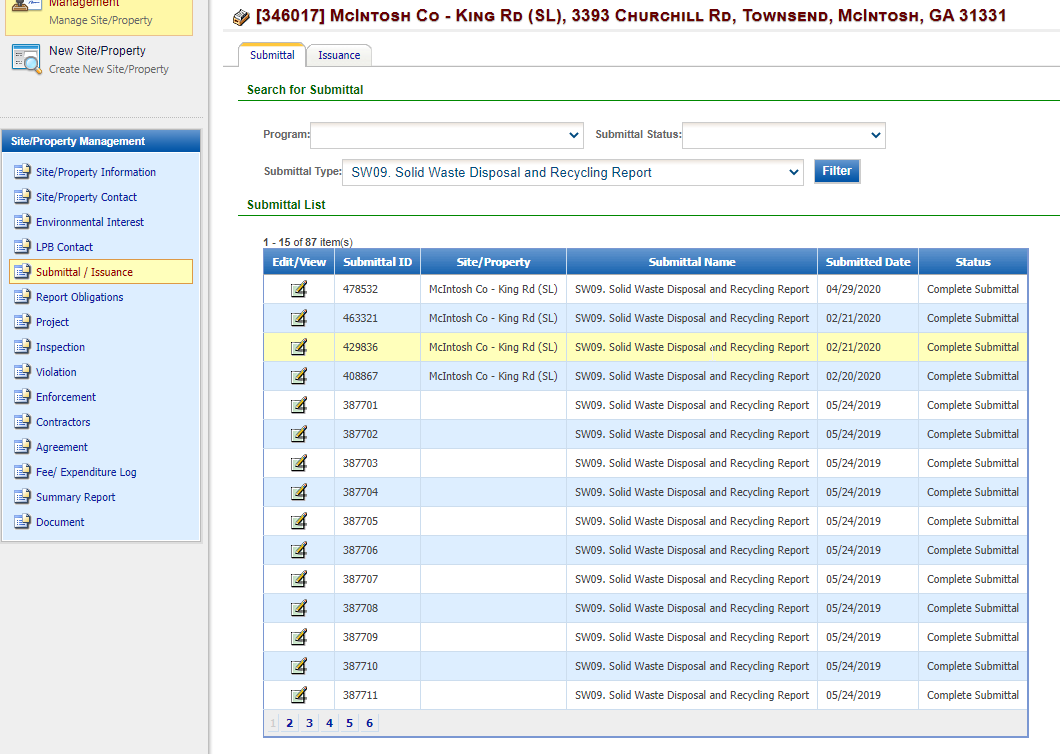 Management
Manage Site/Property
New Site/Property
Create New Site/Property
Site/Property Management
Site/Property Information
Site/Property Contact
Environmental Interest
LPB Contact
Submittal / Issuance
Report Obligations
Project
Inspection
Violation
Enforcement
Contractors
Agreement
Fee/ Expenditure Log
Summary Report
Document
[346017] McIntosh Co - King Rd (SL), 3393 Churchill Rd, Townsend, McIntosh, GA 31331
Submittal Issuance
Search for Submittal
Program: Submittal Status:
Submittal Type: SW09. Solid Waste Disposal and Recycling Report Filter
Submittal List
1 - 15 of 87 item(s)
Edit/View Submittal ID Site/Property Submittal Name Submitted Date Status
478532 McIntosh Co - King Rd (SL) SW09. Solid Waste Disposal and Recycling Report 04/29/2020 Complete Submittal
463321 McIntosh Co - King Rd (SL) SW09. Solid Waste Disposal and Recycling Report 02/21/2020 Complete Submittal
429836 McIntosh Co - King Rd (SL) SW09. Solid Waste Disposal and Recycling Report 02/21/2020 Complete Submittal
408867 McIntosh Co - King Rd (SL) SW09. Solid Waste Disposal and Recycling Report 02/20/2020 Complete Submittal
387701 SW09. Solid Waste Disposal and Recycling Report 05/24/2019 Complete Submittal
387702 SW09. Solid Waste Disposal and Recycling Report 05/24/2019 Complete Submittal
387703 SW09. Solid Waste Disposal and Recycling Report 05/24/2019 Complete Submittal
387704 SW09. Solid Waste Disposal and Recycling Report 05/24/2019 Complete Submittal
387705 SW09. Solid Waste Disposal and Recycling Report 05/24/2019 Complete Submittal
387706 SW09. Solid Waste Disposal and Recycling Report 05/24/2019 Complete Submittal
387707 SW09. Solid Waste Disposal and Recycling Report 05/24/2019 Complete Submittal
387708 SW09. Solid Waste Disposal and Recycling Report 05/24/2019 Complete Submittal
387709 SW09. Solid Waste Disposal and Recycling Report 05/24/2019 Complete Submittal
387710 SW09. Solid Waste Disposal and Recycling Report 05/24/2019 Complete Submittal
387711 SW09. Solid Waste Disposal and Recycling Report 05/24/2019 Complete Submittal
1 2 3 4 5 6